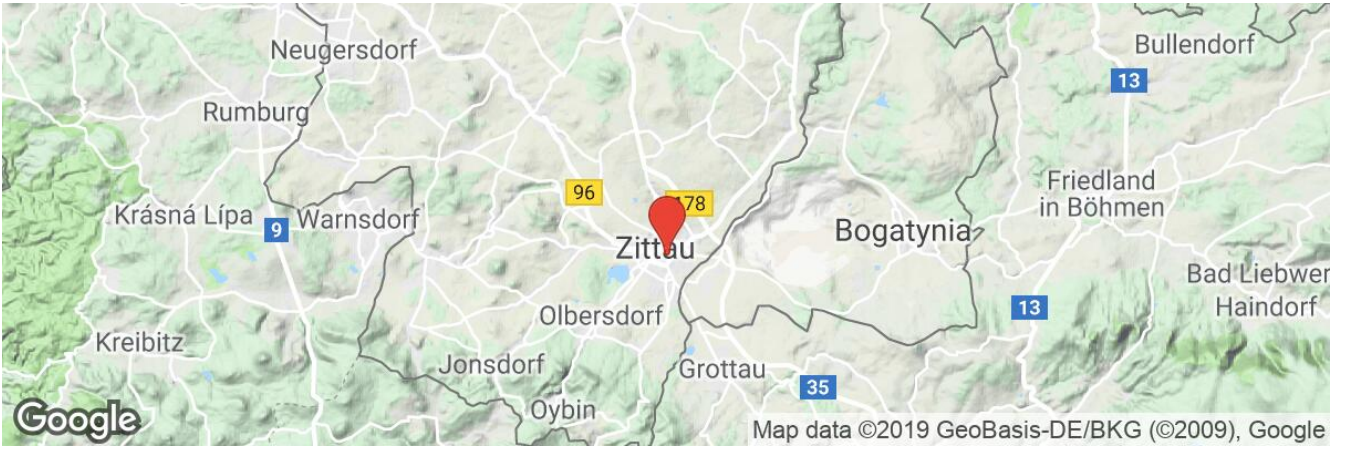 Neugersdorf
Bullendorf
13
Rumburg
96
178
Friedland
in Böhmen
Krásná Lípa
9
Warnsdorf
Zittau
Bogatynia
Bad Liebwer
Haindorf
Olbersdorf
13
Kreibitz
Jonsdorf
Grottau
35
Oybin
Google
Map data ©2019 GeoBasis-DE/BKG (©2009), Google